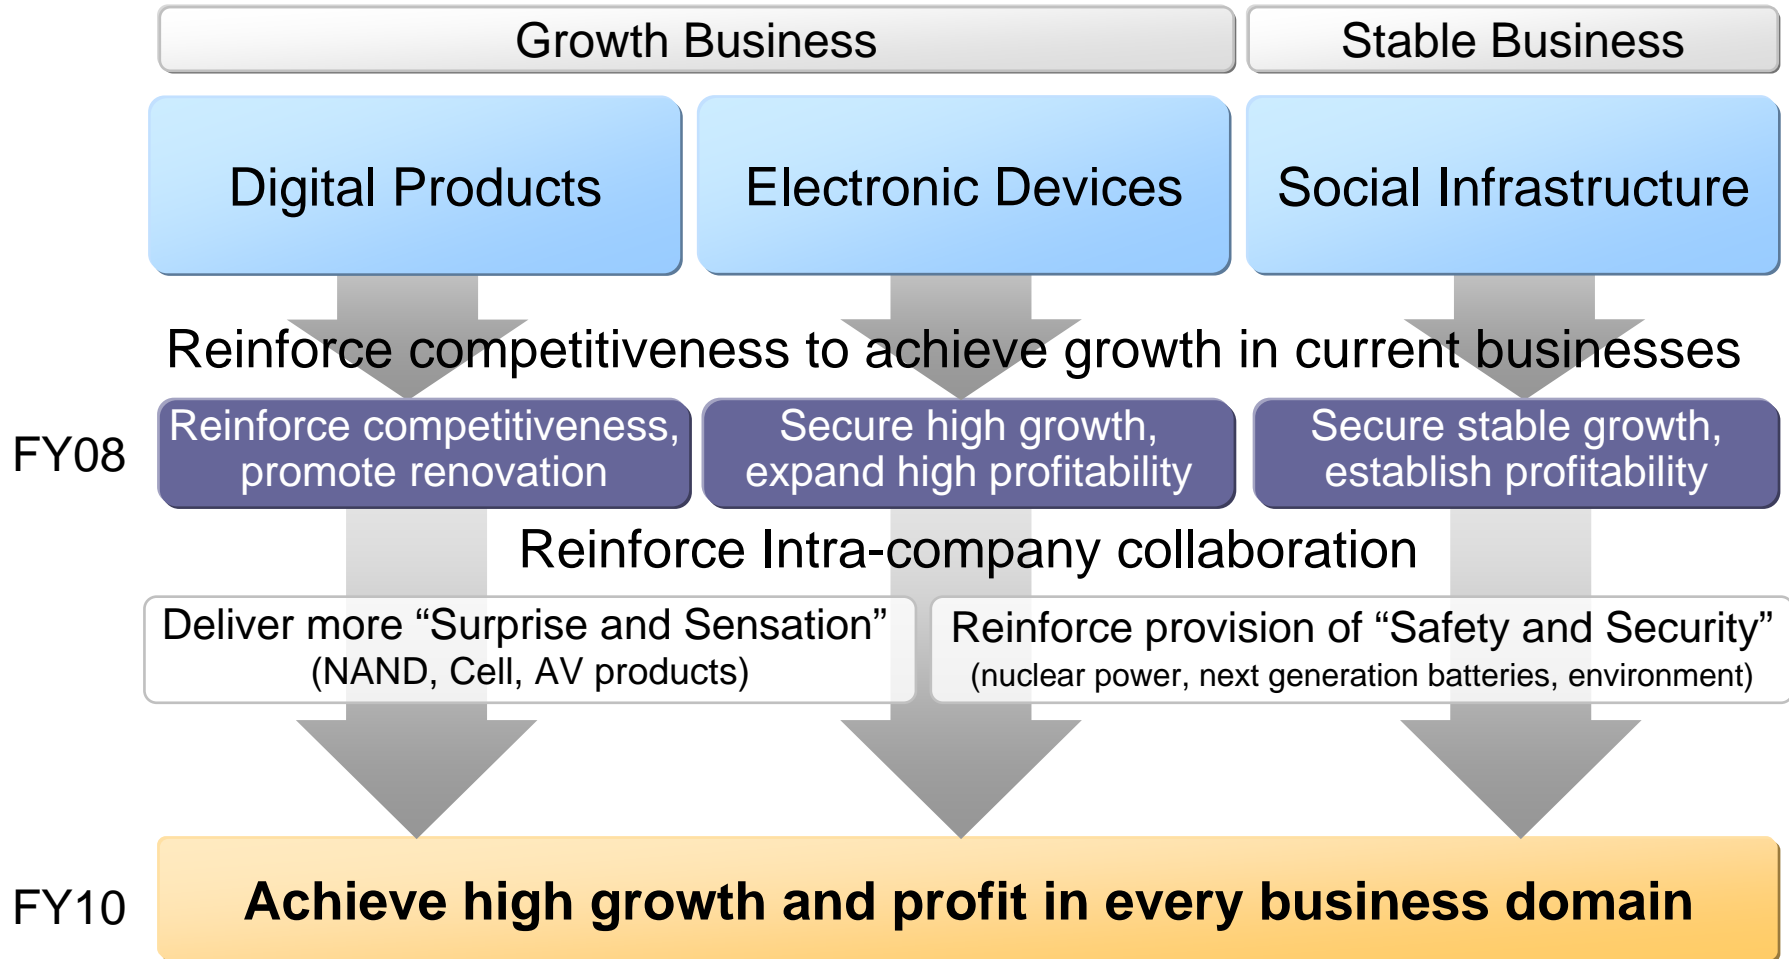 Growth Business
Stable Business
Digital Products
Electronic Devices
Social Infrastructure
Reinforce competitiveness to achieve growth in current businesses
FY08
Reinforce competitiveness,
promote renovation
Secure high growth,
expand high profitability
Secure stable growth,
establish profitability
Reinforce Intra-company collaboration
Deliver more “Surprise and Sensation”
(NAND, Cell, AV products)
Reinforce provision of “Safety and Security”
(nuclear power, next generation batteries, environment)
FY10
Achieve high growth and profit in every business domain